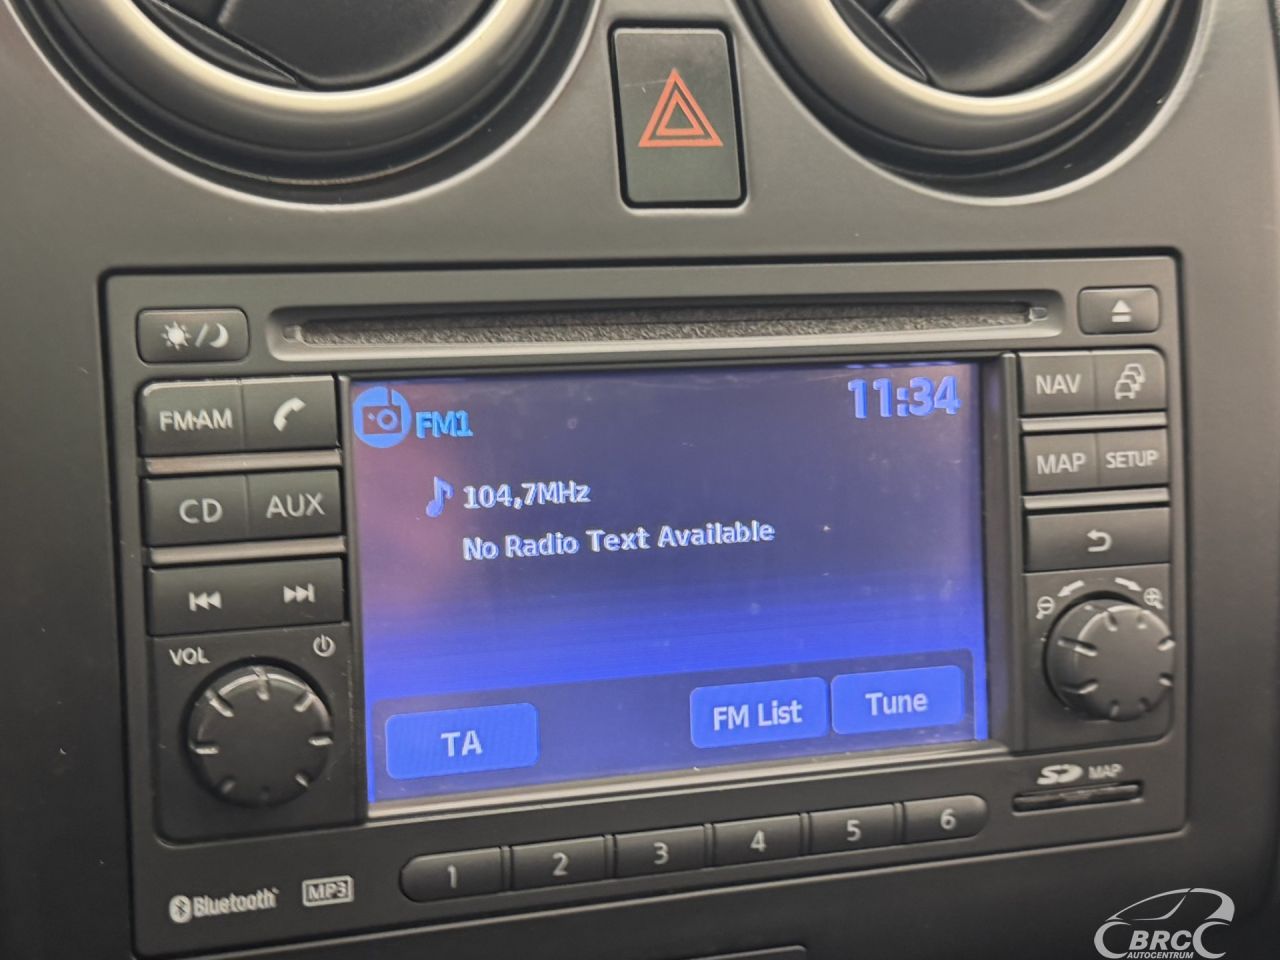 FM·AM
CD
AUX
VOL
FM1
11:34
104,7MHz
No Radio Text Available
TA
FM List
Tune
NAV
MAP
SETUP
SD MAP
1 2 3 4 5 6
Bluetooth
MP3
BRC
AUTOCENTRUM